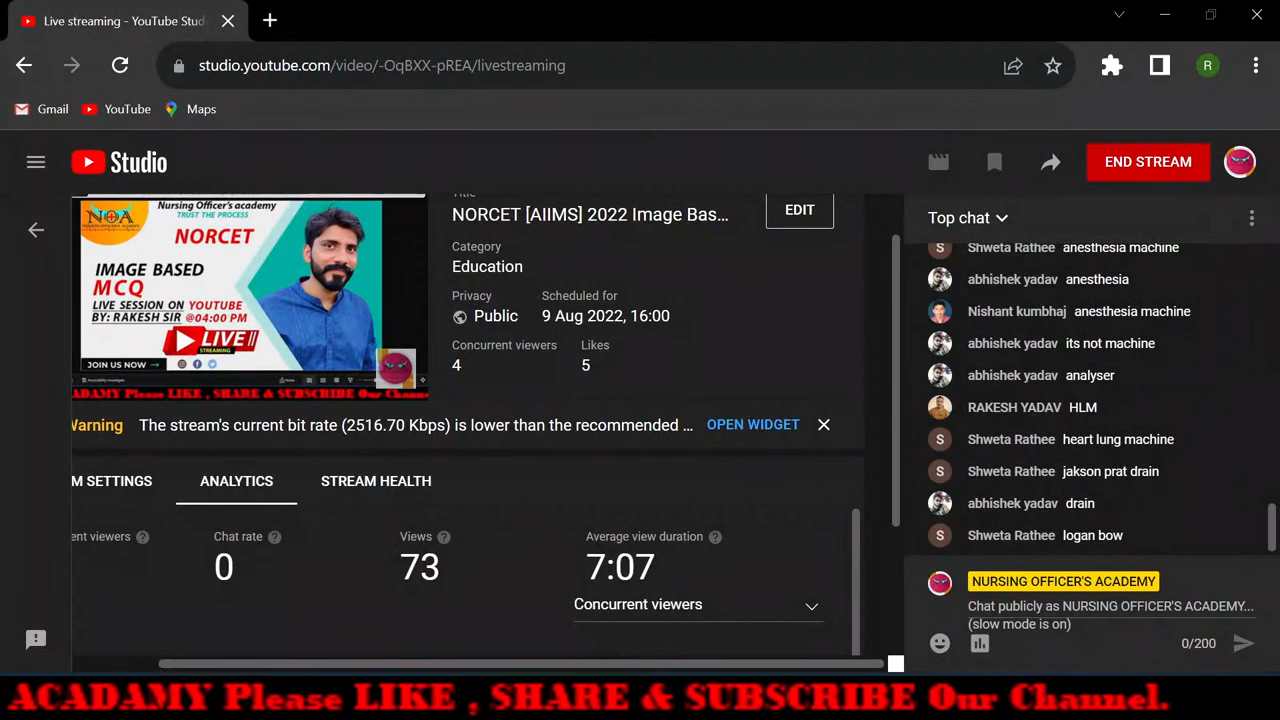 Live streaming - YouTube Stud
studio.youtube.com/video/-OqBXX-pREA/livestreaming
R
Gmail
YouTube
Maps
Studio
END STREAM
NOA
Nursing Officer's academy
TRUST THE PROCESS
NORCET
IMAGE BASED
MCQ
LIVE SESSION ON YOUTUBE
BY: RAKESH SIR @04:00 PM
LIVE
STREAMING
JOIN US NOW
ADAMY Please LIKE , SHARE & SUBSCRIBE Our Channe
NORCET [AIIMS] 2022 Image Bas...
EDIT
Category
Education
Privacy
Scheduled for
Public
9 Aug 2022, 16:00
Concurrent viewers
Likes
4
5
Warning
The stream's current bit rate (2516.70 Kbps) is lower than the recommended ...
OPEN WIDGET
M SETTINGS
ANALYTICS
STREAM HEALTH
ent viewers
Chat rate
Views
Average view duration
0
73
7:07
Concurrent viewers
Top chat
S Shweta Rathee anesthesia machine
abhishek yadav anesthesia
Nishant kumbhaj anesthesia machine
abhishek yadav its not machine
abhishek yadav analyser
RAKESH YADAV HLM
S Shweta Rathee heart lung machine
S Shweta Rathee jakson prat drain
abhishek yadav drain
S Shweta Rathee logan bow
NURSING OFFICER'S ACADEMY
Chat publicly as NURSING OFFICER'S ACADEMY...
(slow mode is on)
0/200
ACADAMY Please LIKE , SHARE & SUBSCRIBE Our Channel.